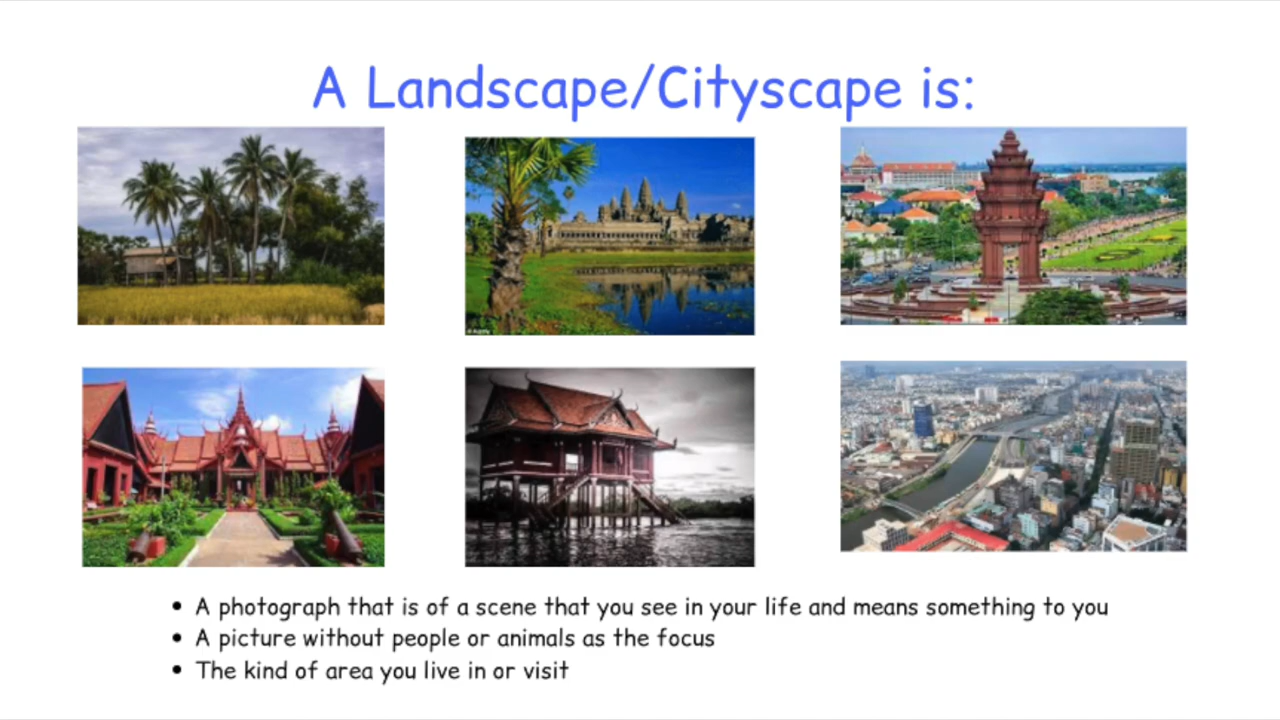 A Landscape/Cityscape is:
• A photograph that is of a scene that you see in your life and means something to you
• A picture without people or animals as the focus
• The kind of area you live in or visit